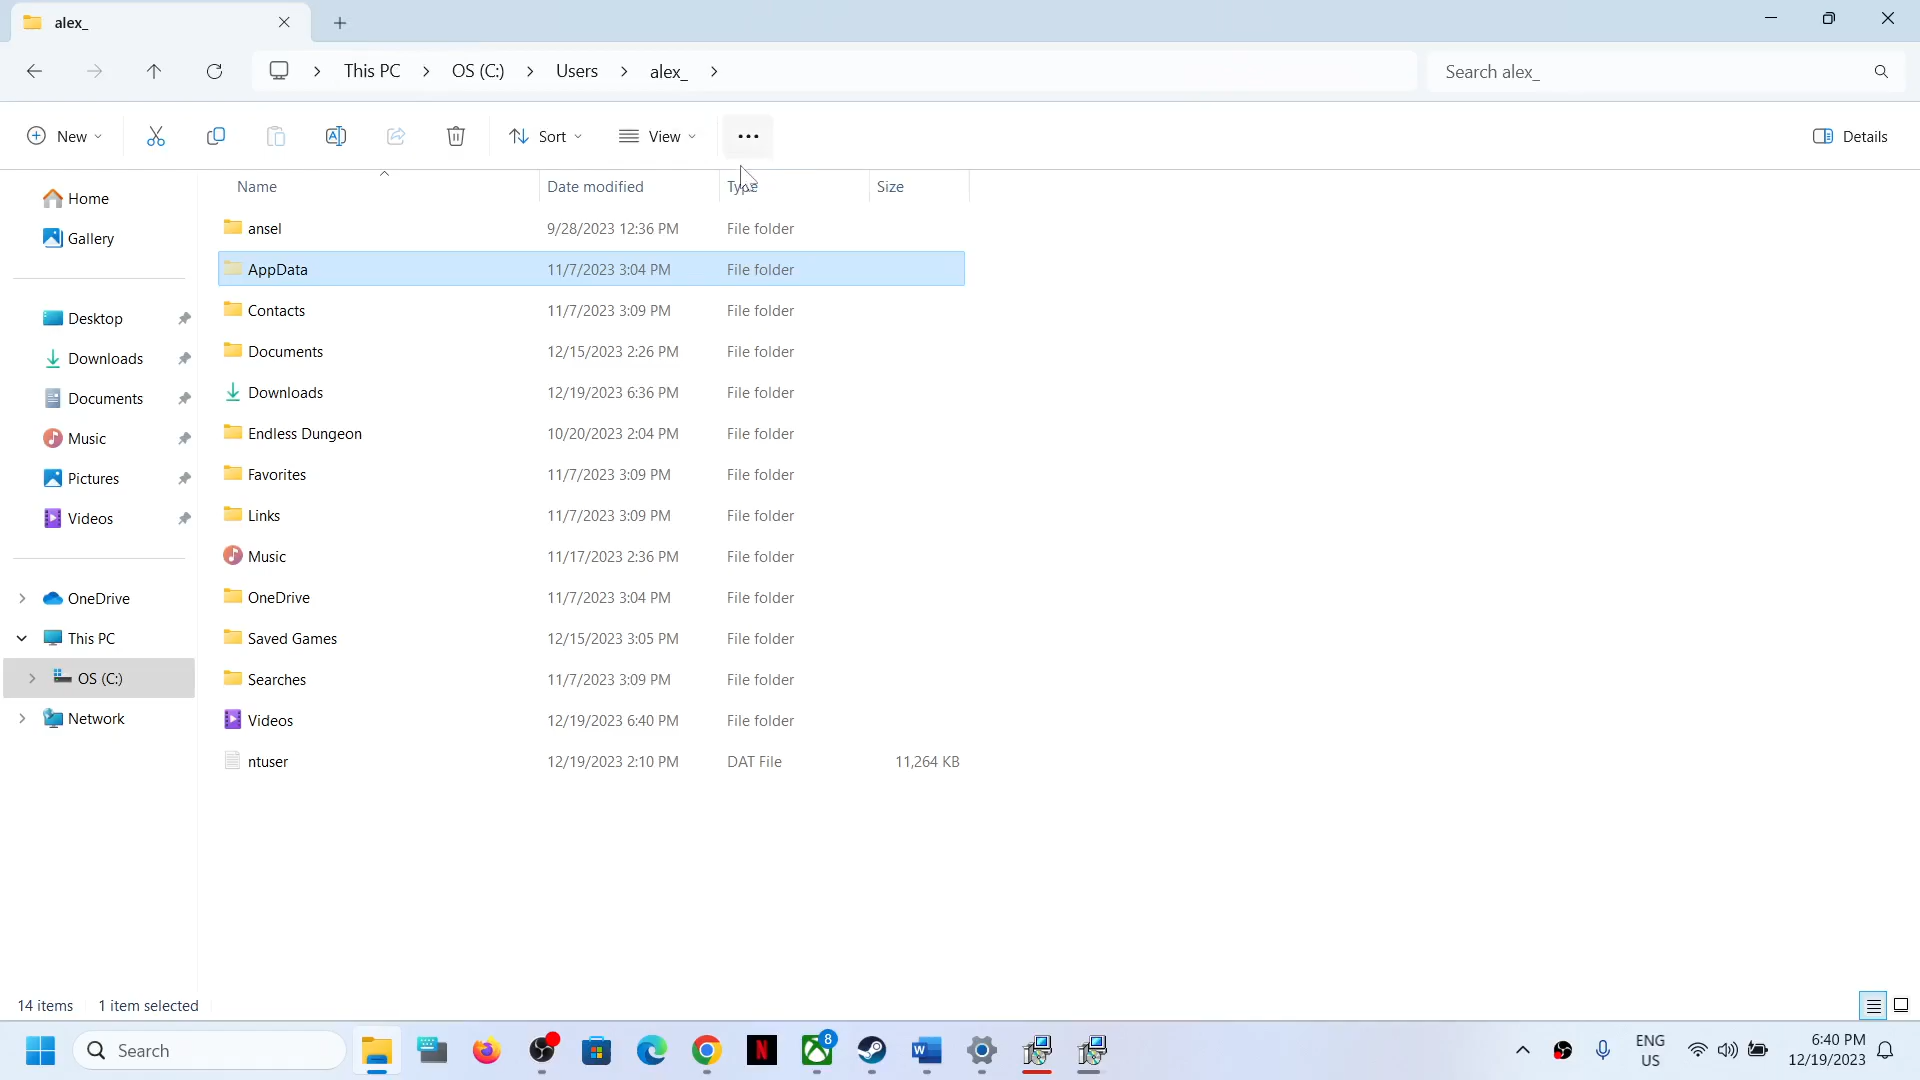 alex_
This PC > OS (C:) > Users > alex_ >
Search alex_
New
Sort
View
Details
Name
Date modified
Type
Size
Home
Gallery
Desktop
Downloads
Documents
Music
Pictures
Videos
OneDrive
This PC
OS (C:)
Network
ansel 9/28/2023 12:36 PM File folder
AppData 11/7/2023 3:04 PM File folder
Contacts 11/7/2023 3:09 PM File folder
Documents 12/15/2023 2:26 PM File folder
Downloads 12/19/2023 6:36 PM File folder
Endless Dungeon 10/20/2023 2:04 PM File folder
Favorites 11/7/2023 3:09 PM File folder
Links 11/7/2023 3:09 PM File folder
Music 11/17/2023 2:36 PM File folder
OneDrive 11/7/2023 3:04 PM File folder
Saved Games 12/15/2023 3:05 PM File folder
Searches 11/7/2023 3:09 PM File folder
Videos 12/19/2023 6:40 PM File folder
ntuser 12/19/2023 2:10 PM DAT File 11,264 KB
14 items 1 item selected
Search
N
8
W
ENG
US
6:40 PM
12/19/2023